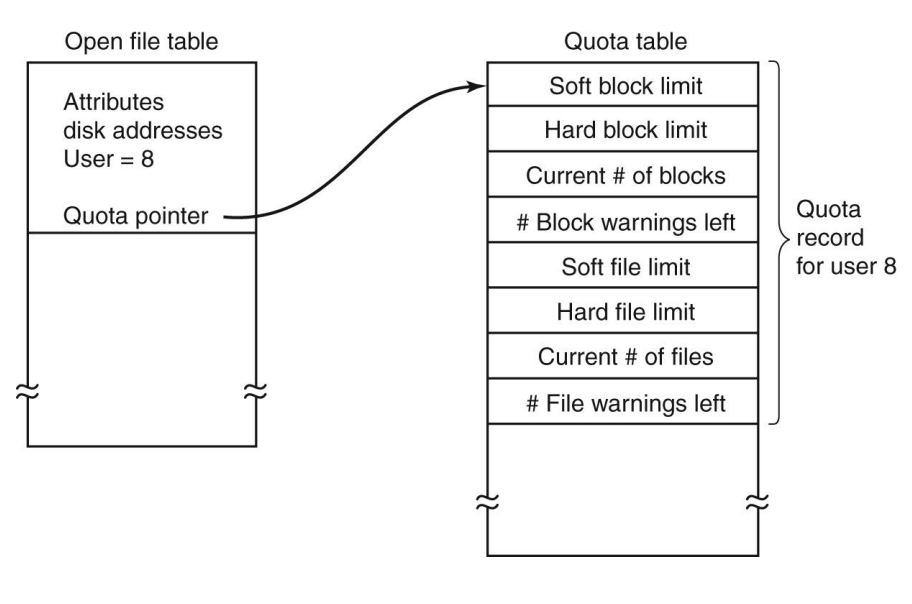 Open file table
Attributes
disk addresses
User = 8
Quota pointer
Quota table
Soft block limit
Hard block limit
Current # of blocks
# Block warnings left
Soft file limit
Hard file limit
Current # of files
# File warnings left
Quota
record
for user 8